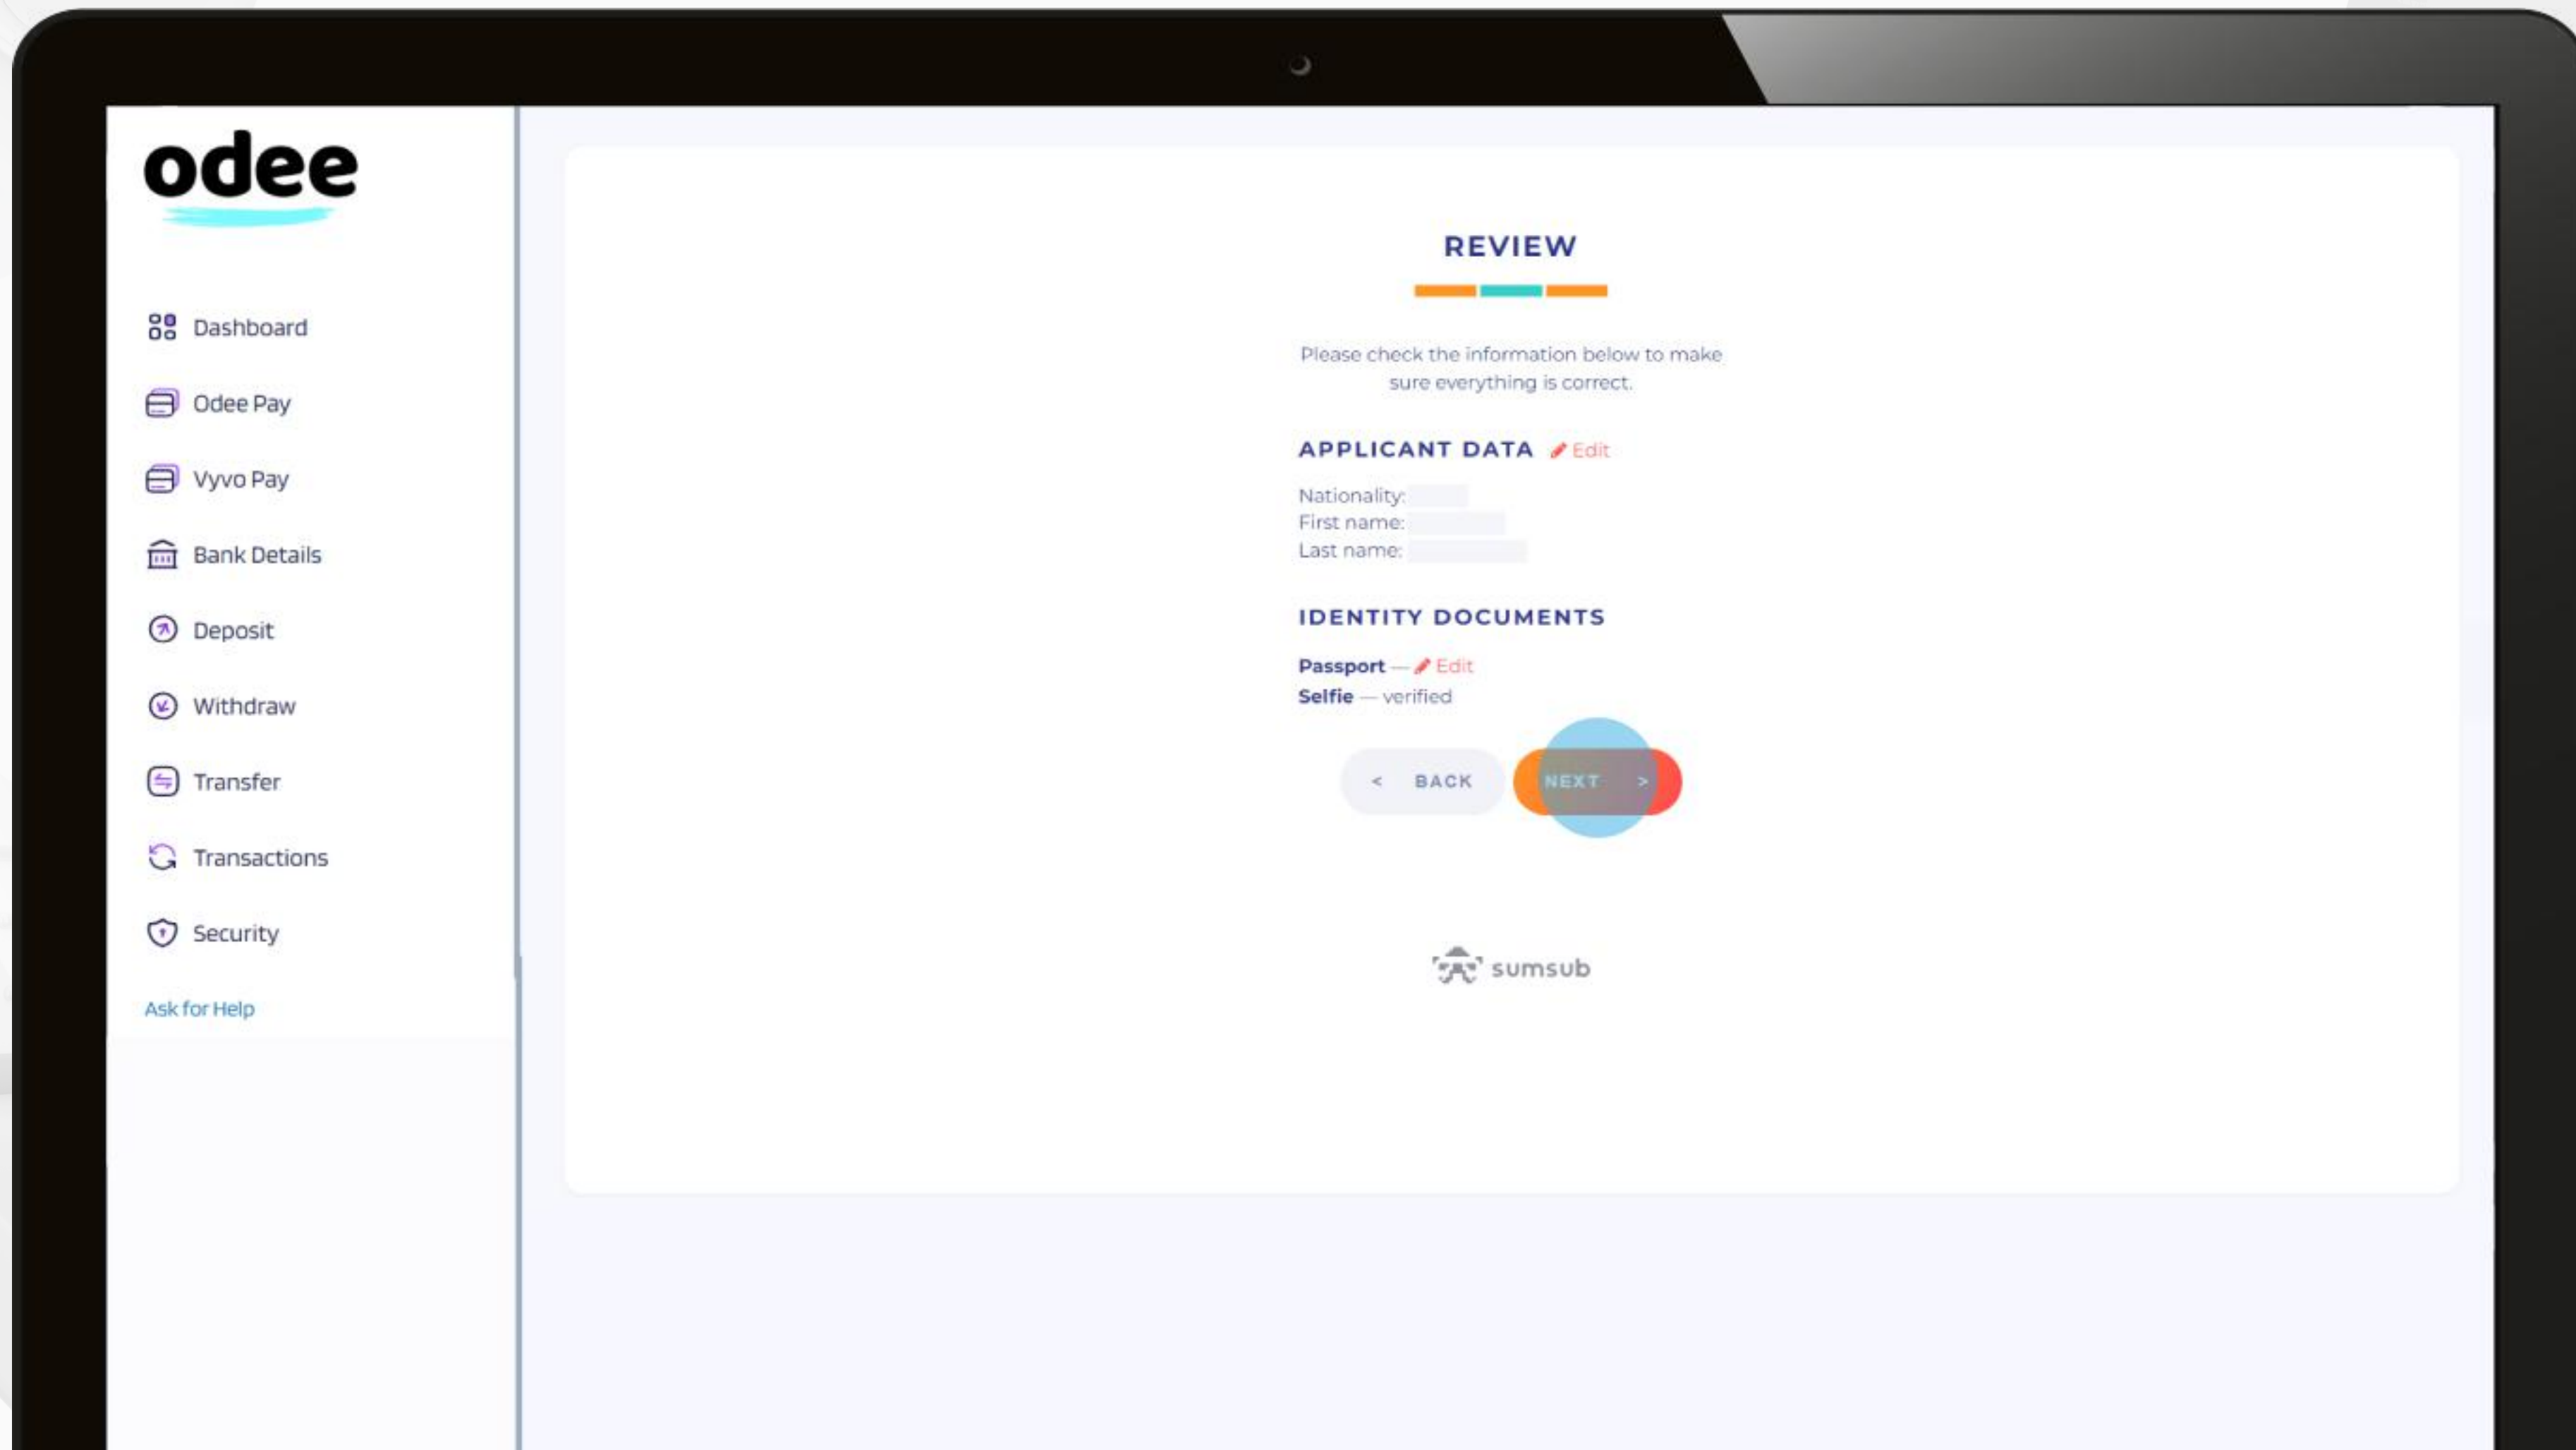 odee
Dashboard
Odee Pay
Vyvo Pay
Bank Details
Deposit
Withdraw
Transfer
Transactions
Security
Ask for Help
REVIEW
Please check the information below to make
sure everything is correct.
APPLICANT DATA Edit
Nationality:
First name:
Last name:
IDENTITY DOCUMENTS
Passport — Edit
Selfie — verified
< BACK NEXT >
sumsub